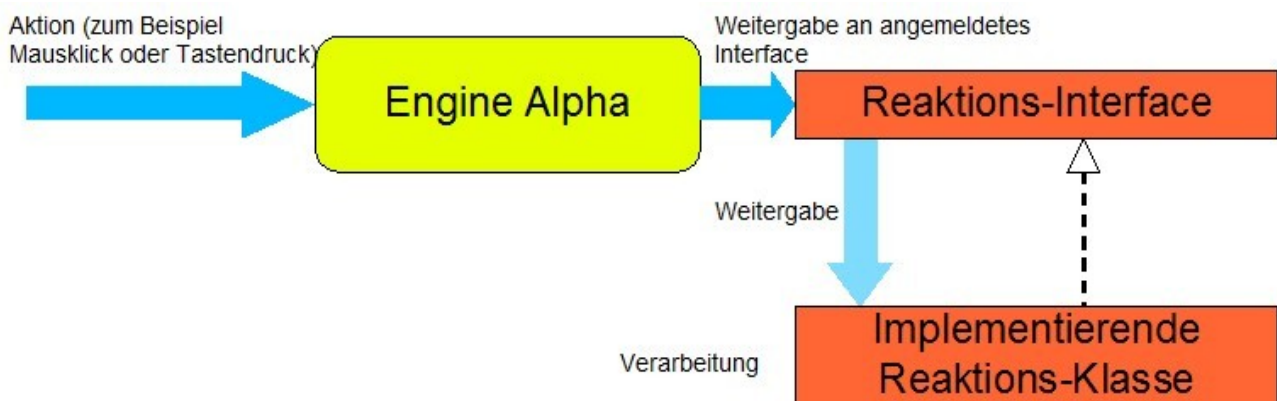 Aktion (zum Beispiel
Mausklick oder Tastendruck)
Engine Alpha
Weitergabe an angemeldetes
Interface
Reaktions-Interface
Weitergabe
Verarbeitung
Implementierende
Reaktions-Klasse